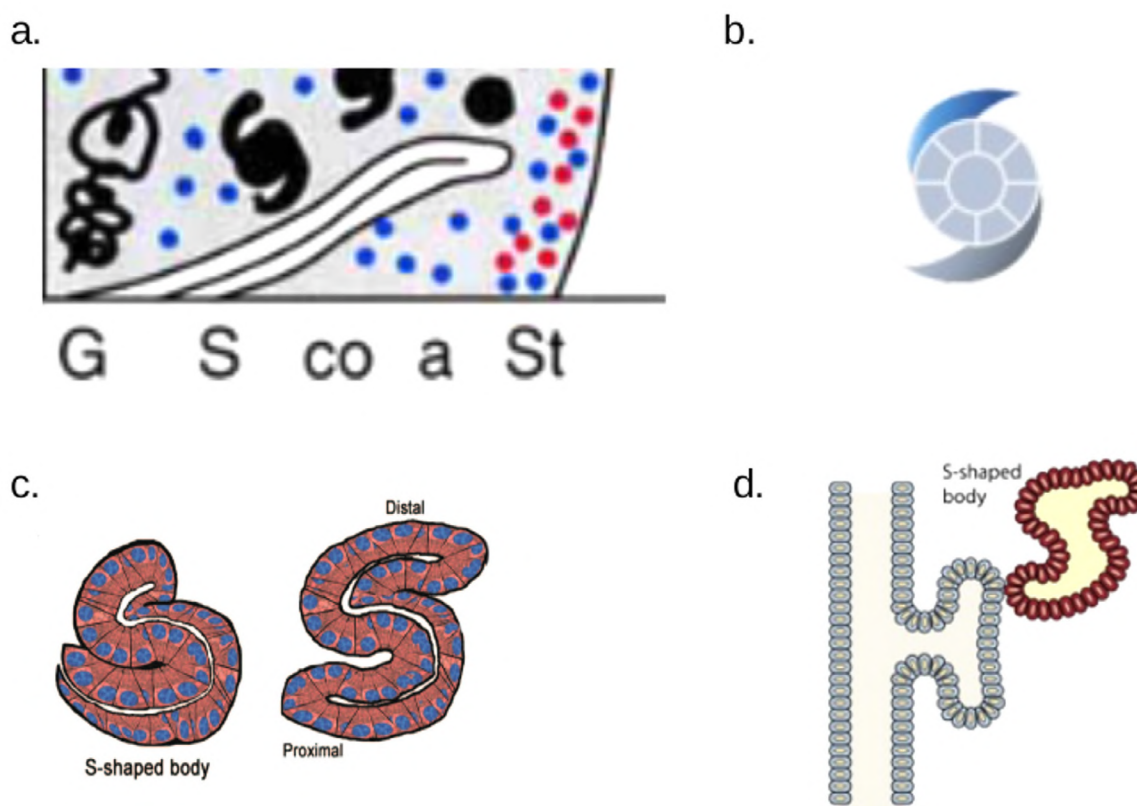 a.
b.
G S co a St
c.
d.
S-shaped
body
Distal
Proximal
S-shaped body